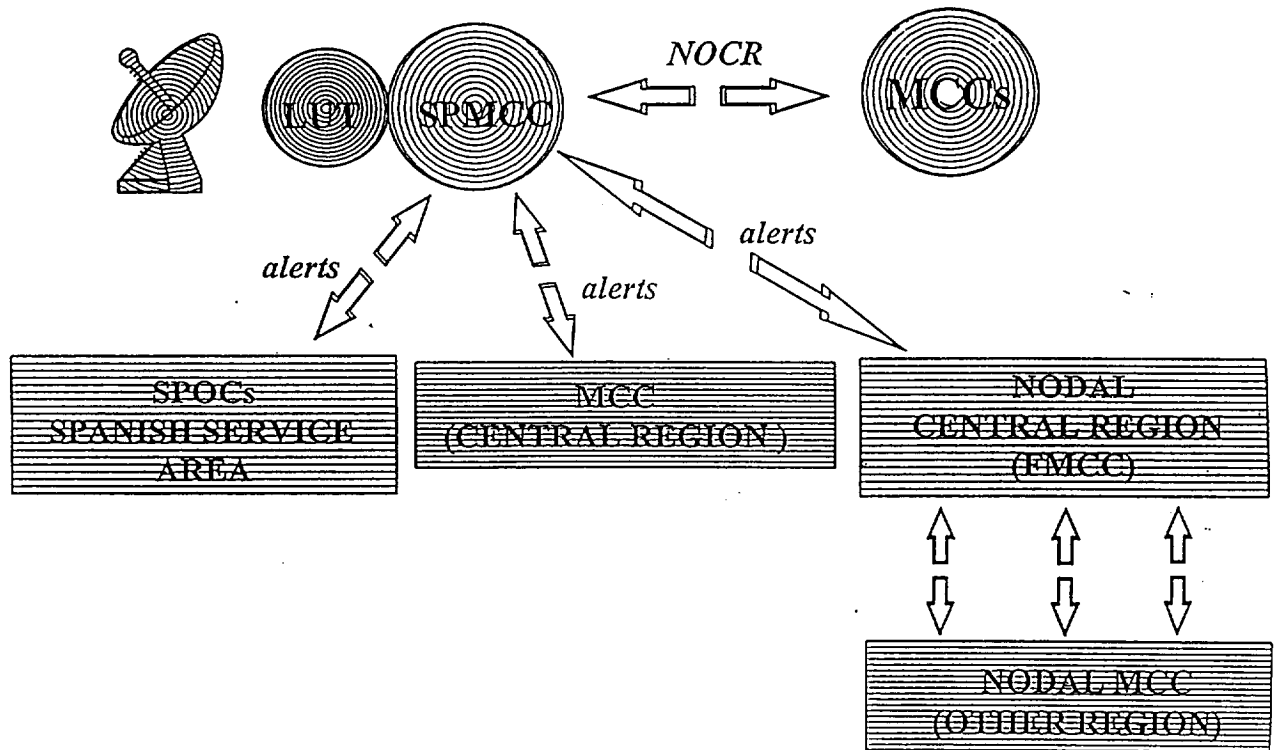 NOCR
LUT
SPMCC
MCCs
alerts
alerts
alerts
SPOCs
SPANISH SERVICE
AREA
MCC
(CENTRAL REGION)
NODAL
CENTRAL REGION
(FMCC)
NODAL MCC
(OTHER REGION)